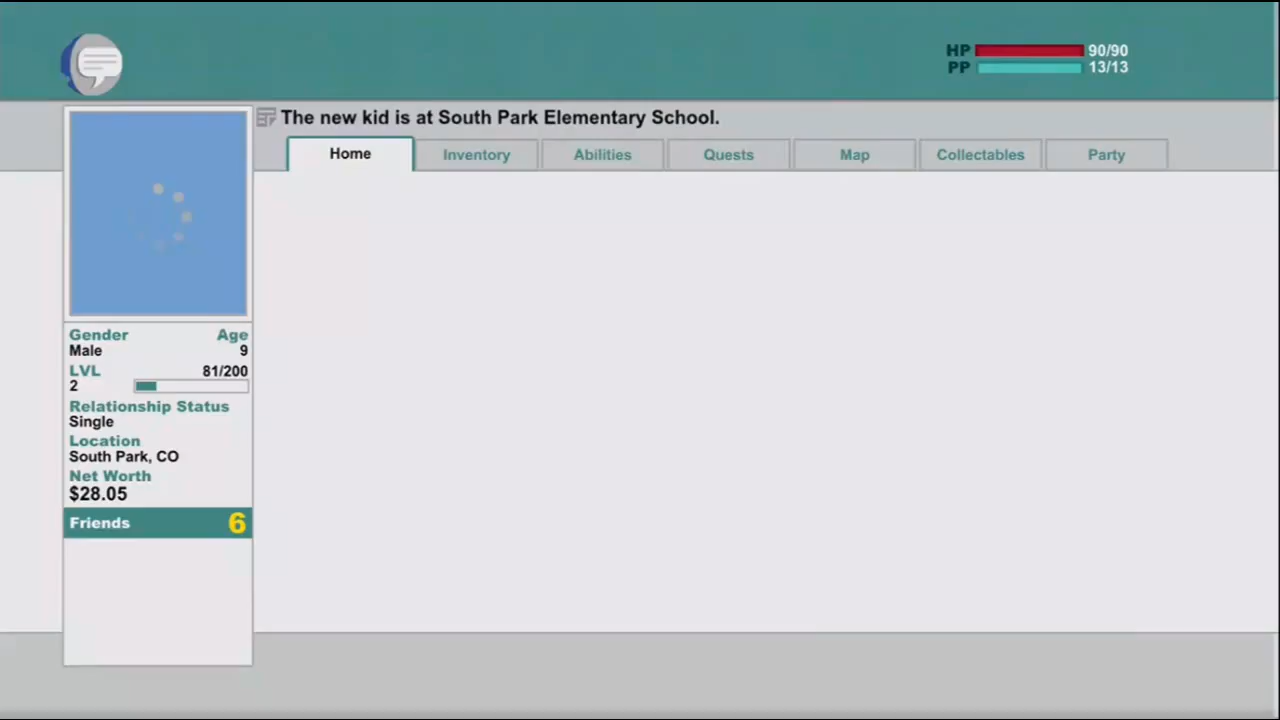 HP 90/90
PP 13/13
The new kid is at South Park Elementary School.
Home Inventory Abilities Quests Map Collectables Party
Gender Age
Male 9
LVL 81/200
2
Relationship Status
Single
Location
South Park, CO
Net Worth
$28.05
Friends 6